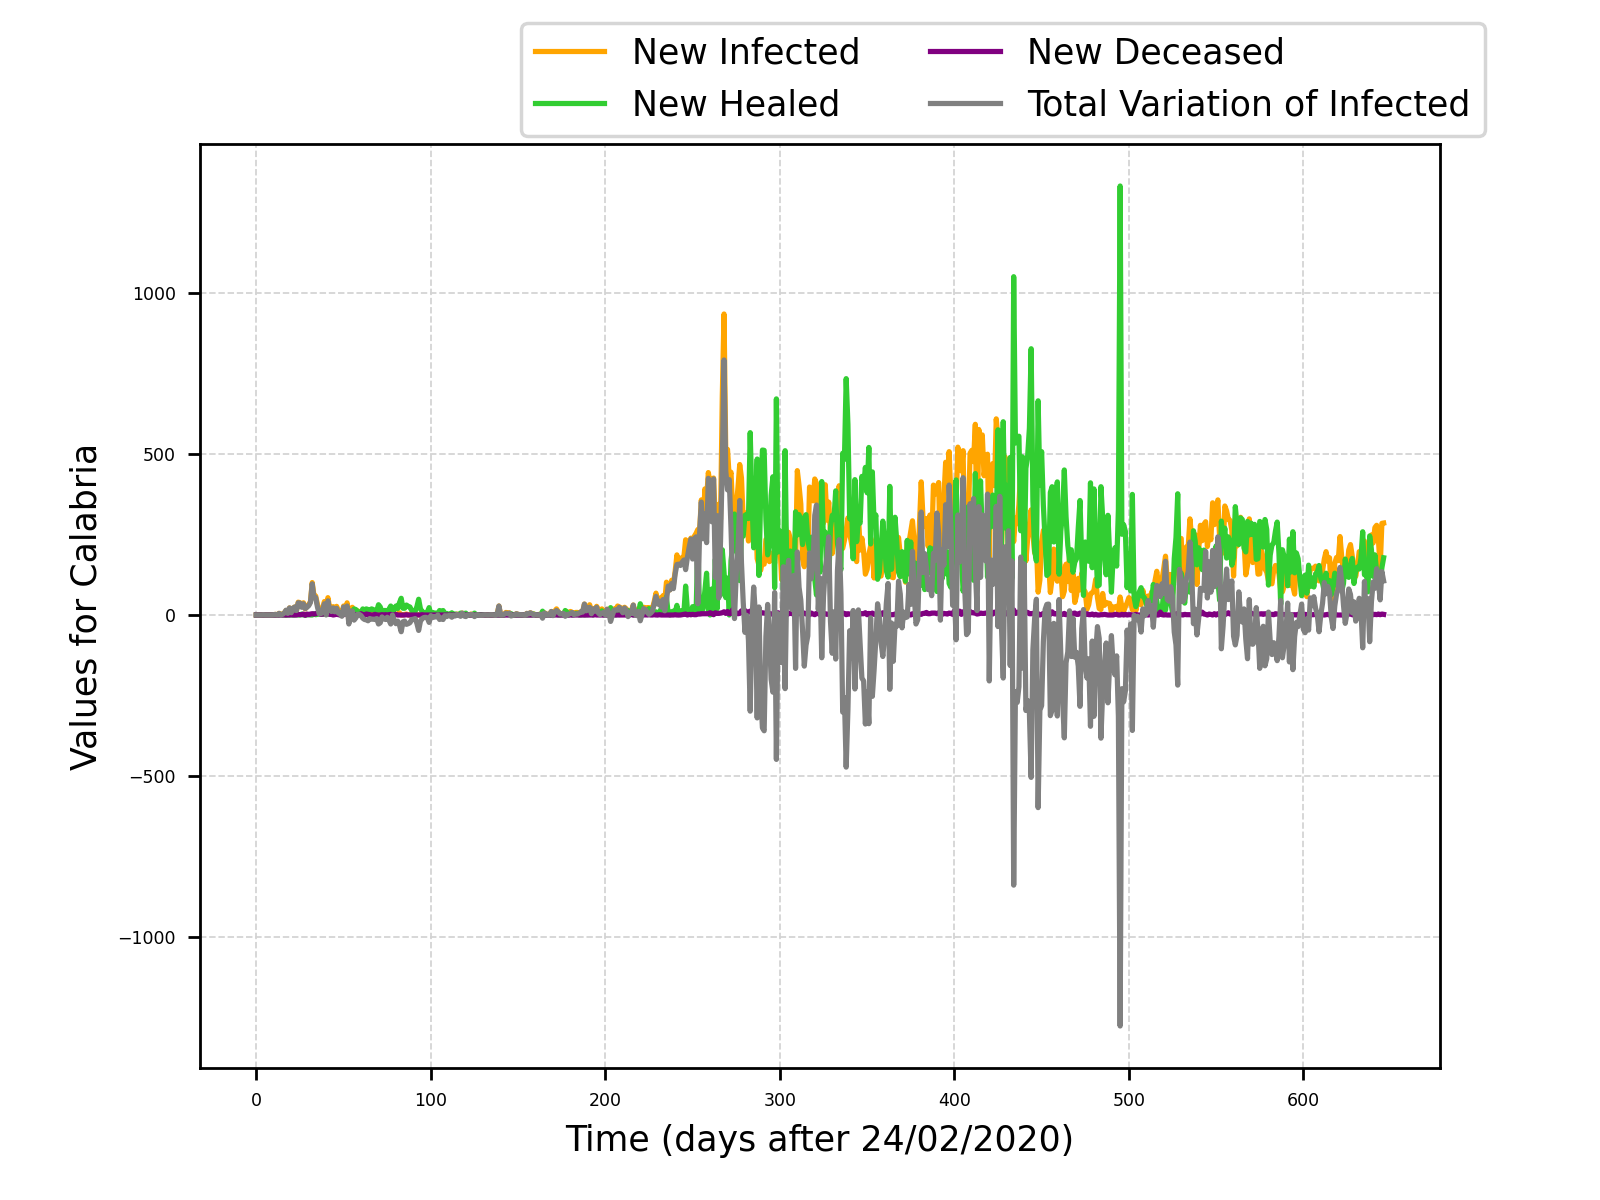 New Infected
New Healed
New Deceased
Total Variation of Infected
Values for Calabria
1000
500
0
−500
−1000
0 100 200 300 400 500 600
Time (days after 24/02/2020)